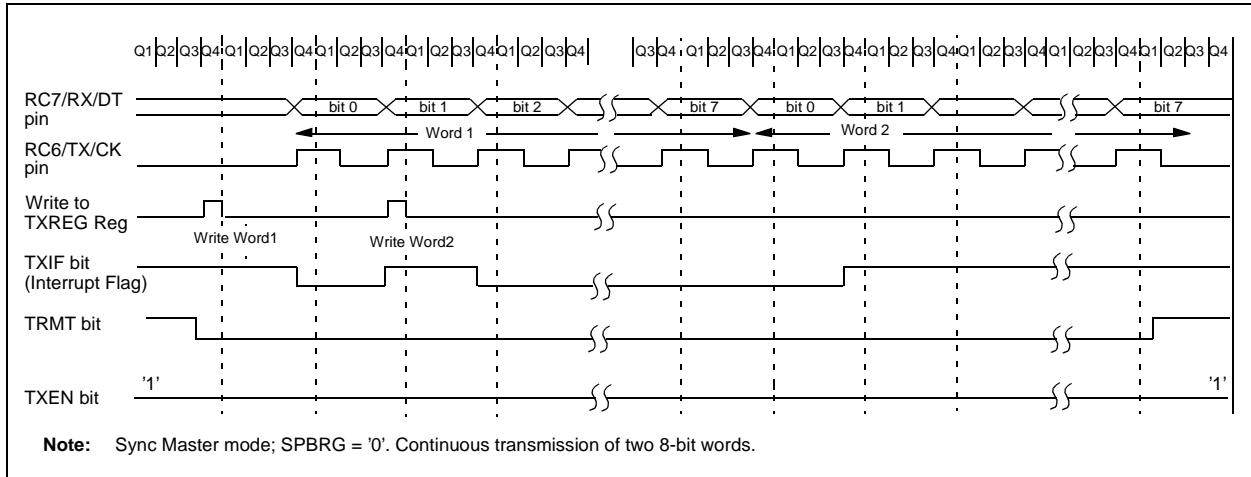 Q1 Q2 Q3 Q4 Q1 Q2 Q3 Q4 Q1 Q2 Q3 Q4 Q1 Q2 Q3 Q4 Q1 Q2 Q3 Q4 Q3 Q4 Q1 Q2 Q3 Q4 Q1 Q2 Q3 Q4 Q1 Q2 Q3 Q4 Q1 Q2 Q3 Q4 Q1 Q2 Q3 Q4 Q1 Q2 Q3 Q4
RC7/RX/DT
pin
bit 0 bit 1 bit 2 bit 7 bit 0 bit 1 bit 7
Word 1 Word 2
RC6/TX/CK
pin
Write to
TXREG Reg
Write Word1 Write Word2
TXIF bit
(Interrupt Flag)
TRMT bit
'1' '1'
TXEN bit
Note: Sync Master mode; SPBRG = '0'. Continuous transmission of two 8-bit words.